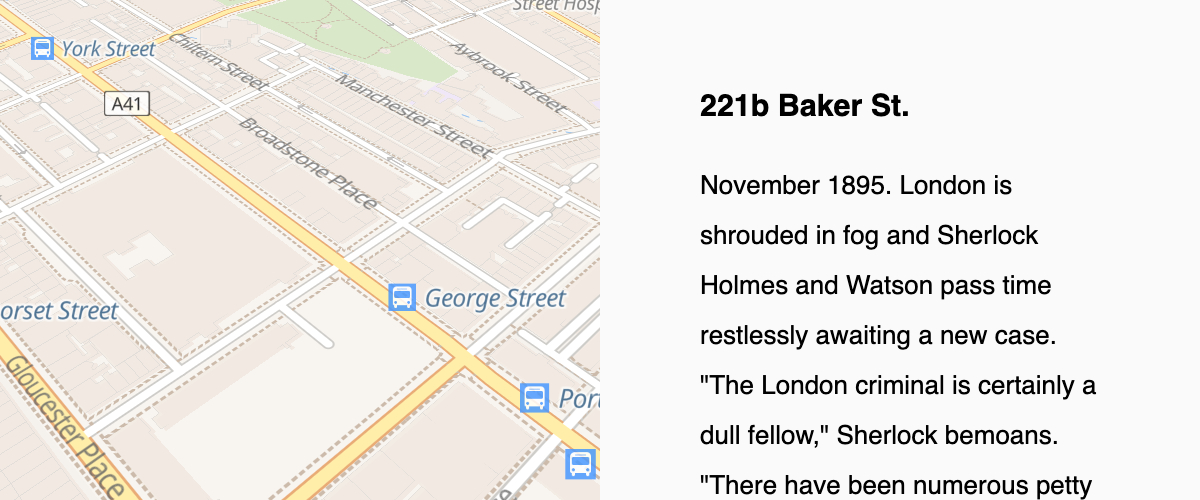 Street Hosp
York Street
Chiltern Street
Aybrook Street
A41
Manchester Street
Broadstone Place
George Street
orset Street
Gloucester Place
Port
221b Baker St.
November 1895. London is
shrouded in fog and Sherlock
Holmes and Watson pass time
restlessly awaiting a new case.
"The London criminal is certainly a
dull fellow," Sherlock bemoans.
"There have been numerous petty